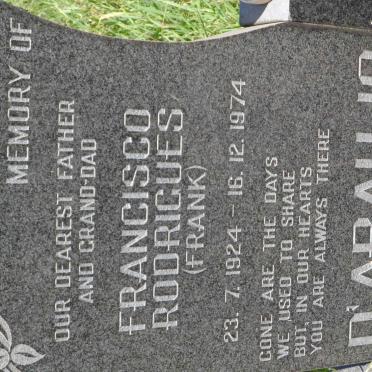 MEMORY OF
OUR DEAREST FATHER
AND GRAND-DAD
FRANCISCO
RODRIGUES
(FRANK)
23. 7. 1924 - 16. 12. 1974
GONE ARE THE DAYS
WE USED TO SHARE
BUT, IN OUR HEARTS
YOU ARE ALWAYS THERE
D'ARAUJO